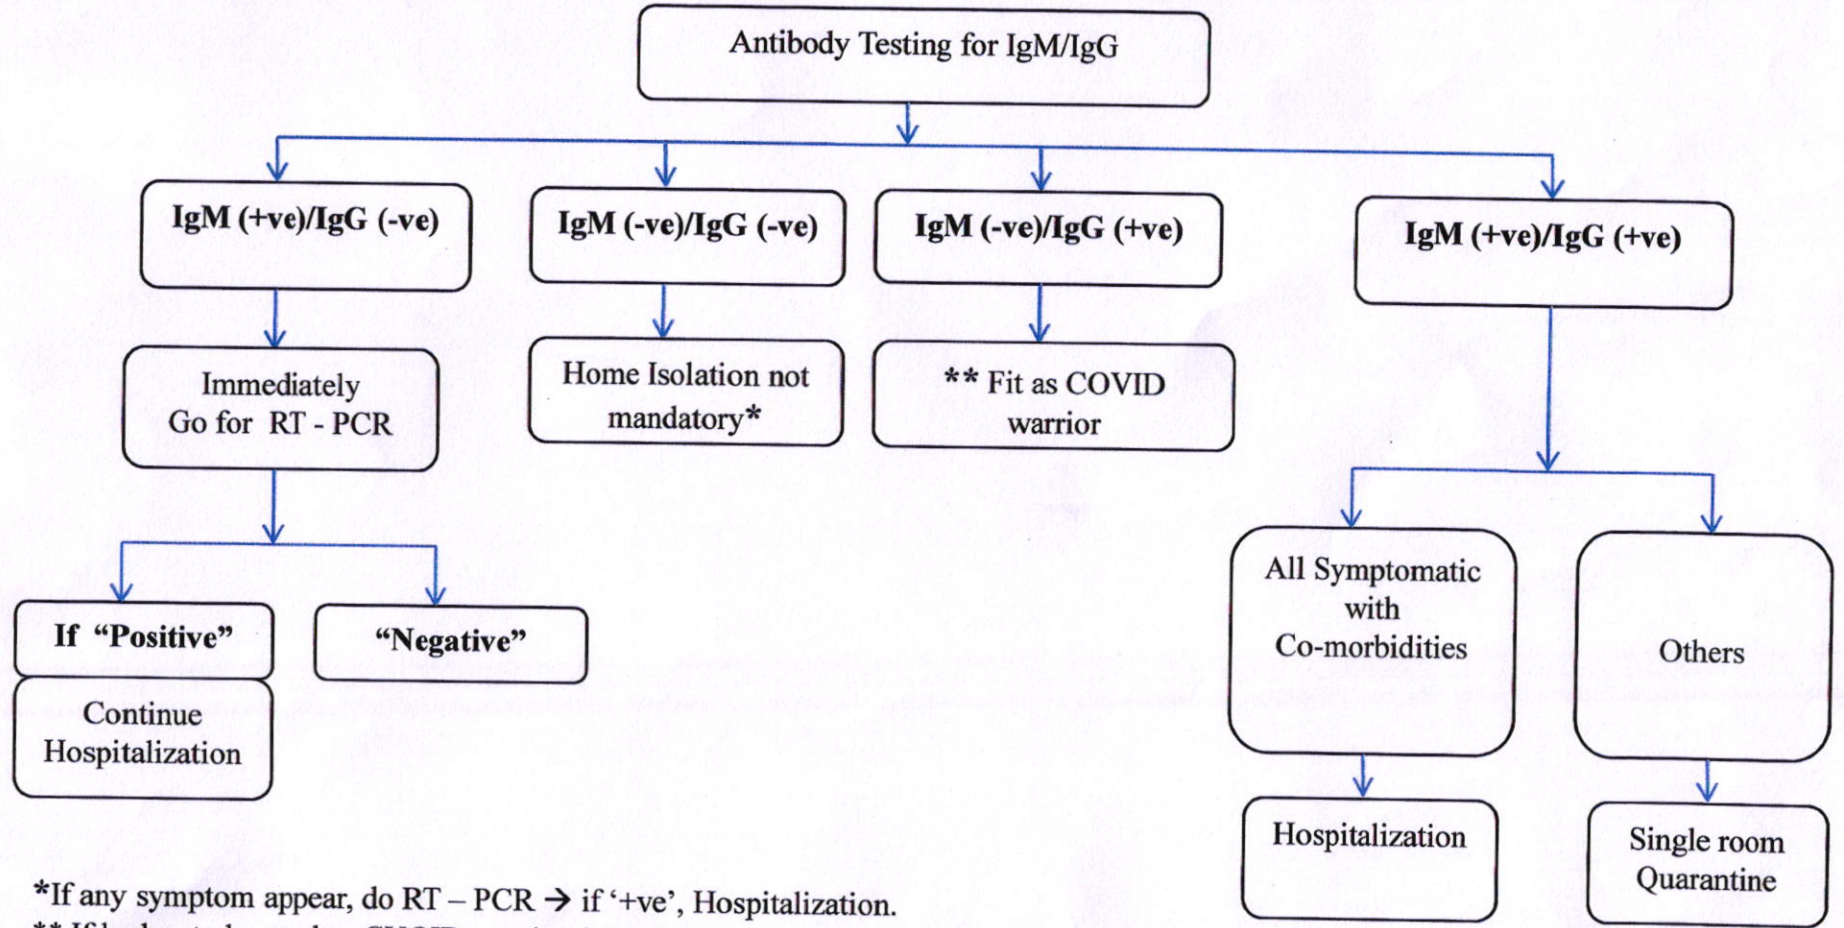 Antibody Testing for IgM/IgG
IgM (+ve)/IgG (-ve)
IgM (-ve)/IgG (-ve)
IgM (-ve)/IgG (+ve)
IgM (+ve)/IgG (+ve)
Immediately
Go for RT - PCR
Home Isolation not
mandatory*
** Fit as COVID
warrior
If “Positive”
“Negative”
Continue
Hospitalization
All Symptomatic
with
Co-morbidities
Others
Hospitalization
Single room
Quarantine
*If any symptom appear, do RT – PCR → if ‘+ve’, Hospitalization.
** If